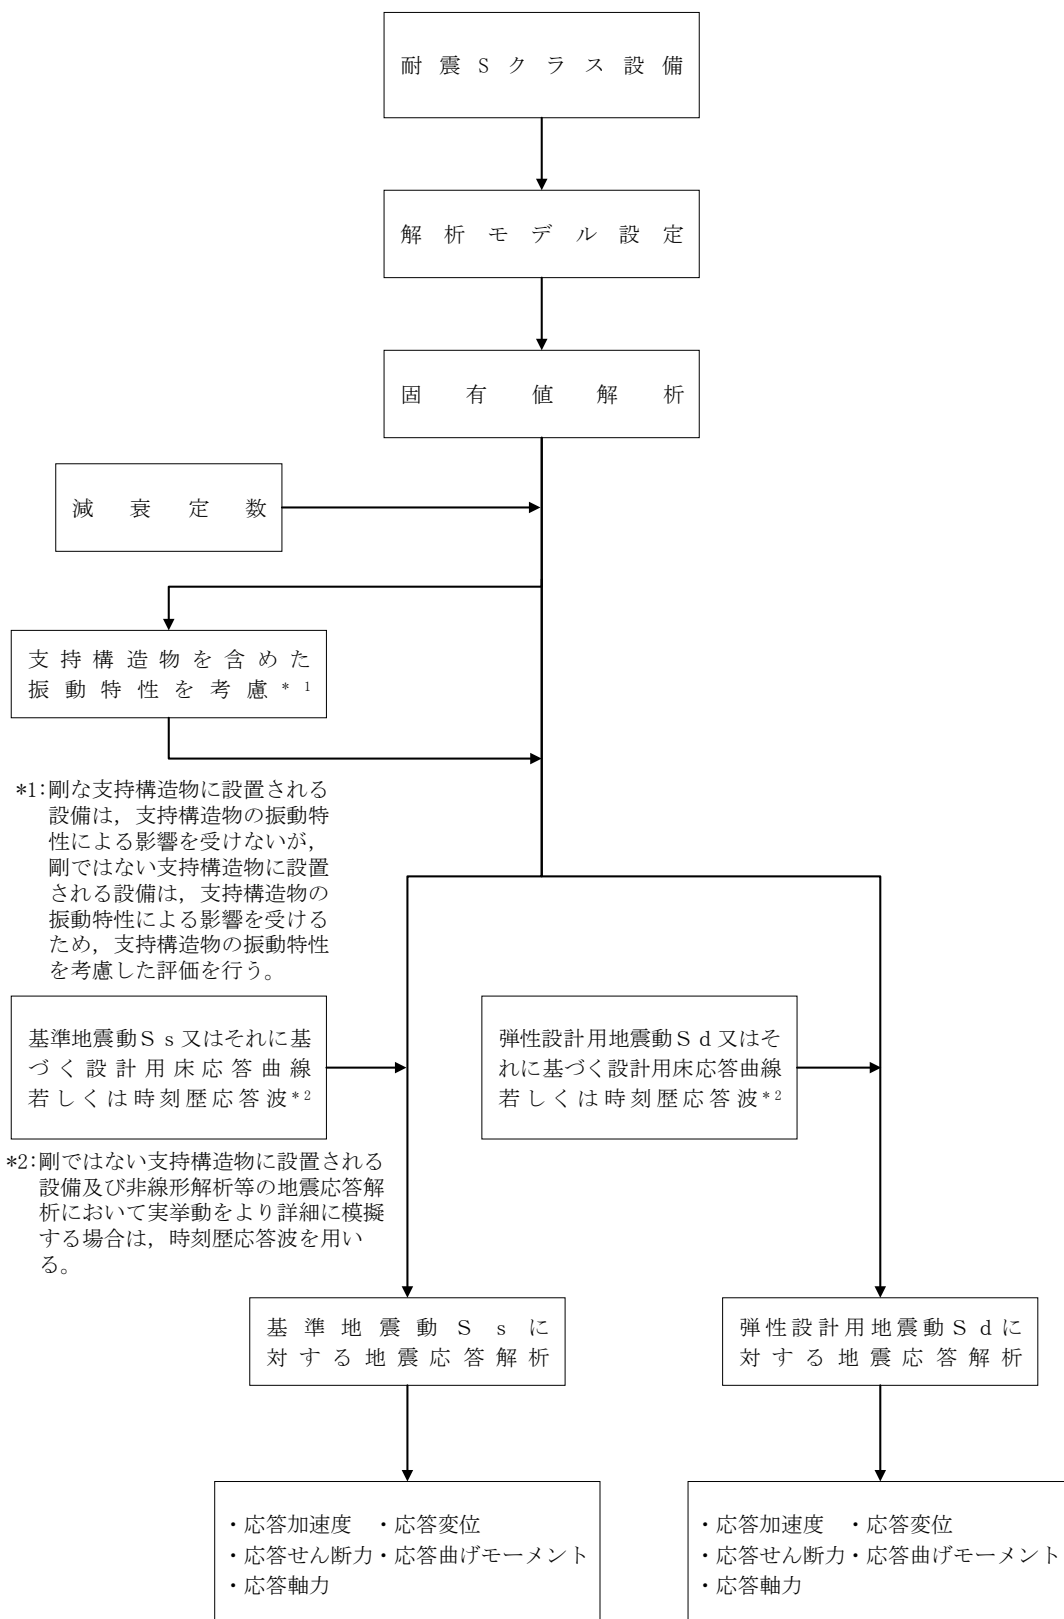 耐震Sクラス設備
解析モデル設定
固有値解析
減衰定数
支持構造物を含めた
振動特性を考慮*1
*1:剛な支持構造物に設置される
設備は，支持構造物の振動特
性による影響を受けないが，
剛ではない支持構造物に設置
される設備は，支持構造物の
振動特性による影響を受ける
ため，支持構造物の振動特性
を考慮した評価を行う。
基準地震動Ｓｓ又はそれに基
づく設計用床応答曲線
若しくは時刻歴応答波*2
弾性設計用地震動Ｓｄ又はそ
れに基づく設計用床応答曲線
若しくは時刻歴応答波*2
*2:剛ではない支持構造物に設置される
設備及び非線形解析等の地震応答解
析において実挙動をより詳細に模擬
する場合は，時刻歴応答波を用い
る。
基準地震動Ｓｓに
対する地震応答解析
弾性設計用地震動Ｓｄに
対する地震応答解析
・応答加速度　・応答変位
・応答せん断力・応答曲げモーメント
・応答軸力
・応答加速度　・応答変位
・応答せん断力・応答曲げモーメント
・応答軸力